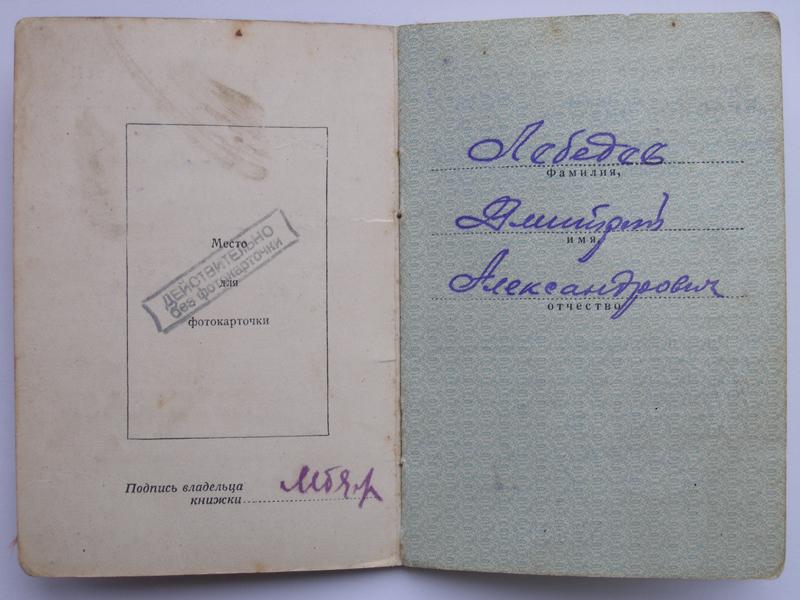 Место
для
фотокарточки
ДЕЙСТВИТЕЛЬНО
без фотокарточки
Подпись владельца
книжки
Лебедев
фамилия,
Дмитрий
имя,
Александрович
отчество